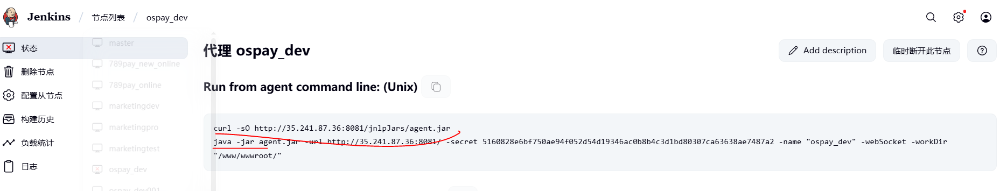 Jenkins / 节点列表 / ospay_dev
状态
删除节点
配置从节点
构建历史
负载统计
日志
master
789pay_new_online
789pay_online
marketingdev
marketingpro
marketingtest
ospay_dev
ospay_dev001
代理 ospay_dev
Add description
临时断开此节点
Run from agent command line: (Unix)
curl -sO http://35.241.87.36:8081/jnlpJars/agent.jar
java -jar agent.jar -url http://35.241.87.36:8081/ -secret 5160828e6bf750ae94f052d54d19346ac0b8b4c3d1bd80307ca63638ae7487a2 -name "ospay_dev" -webSocket -workDir
"/www/wwwroot/"